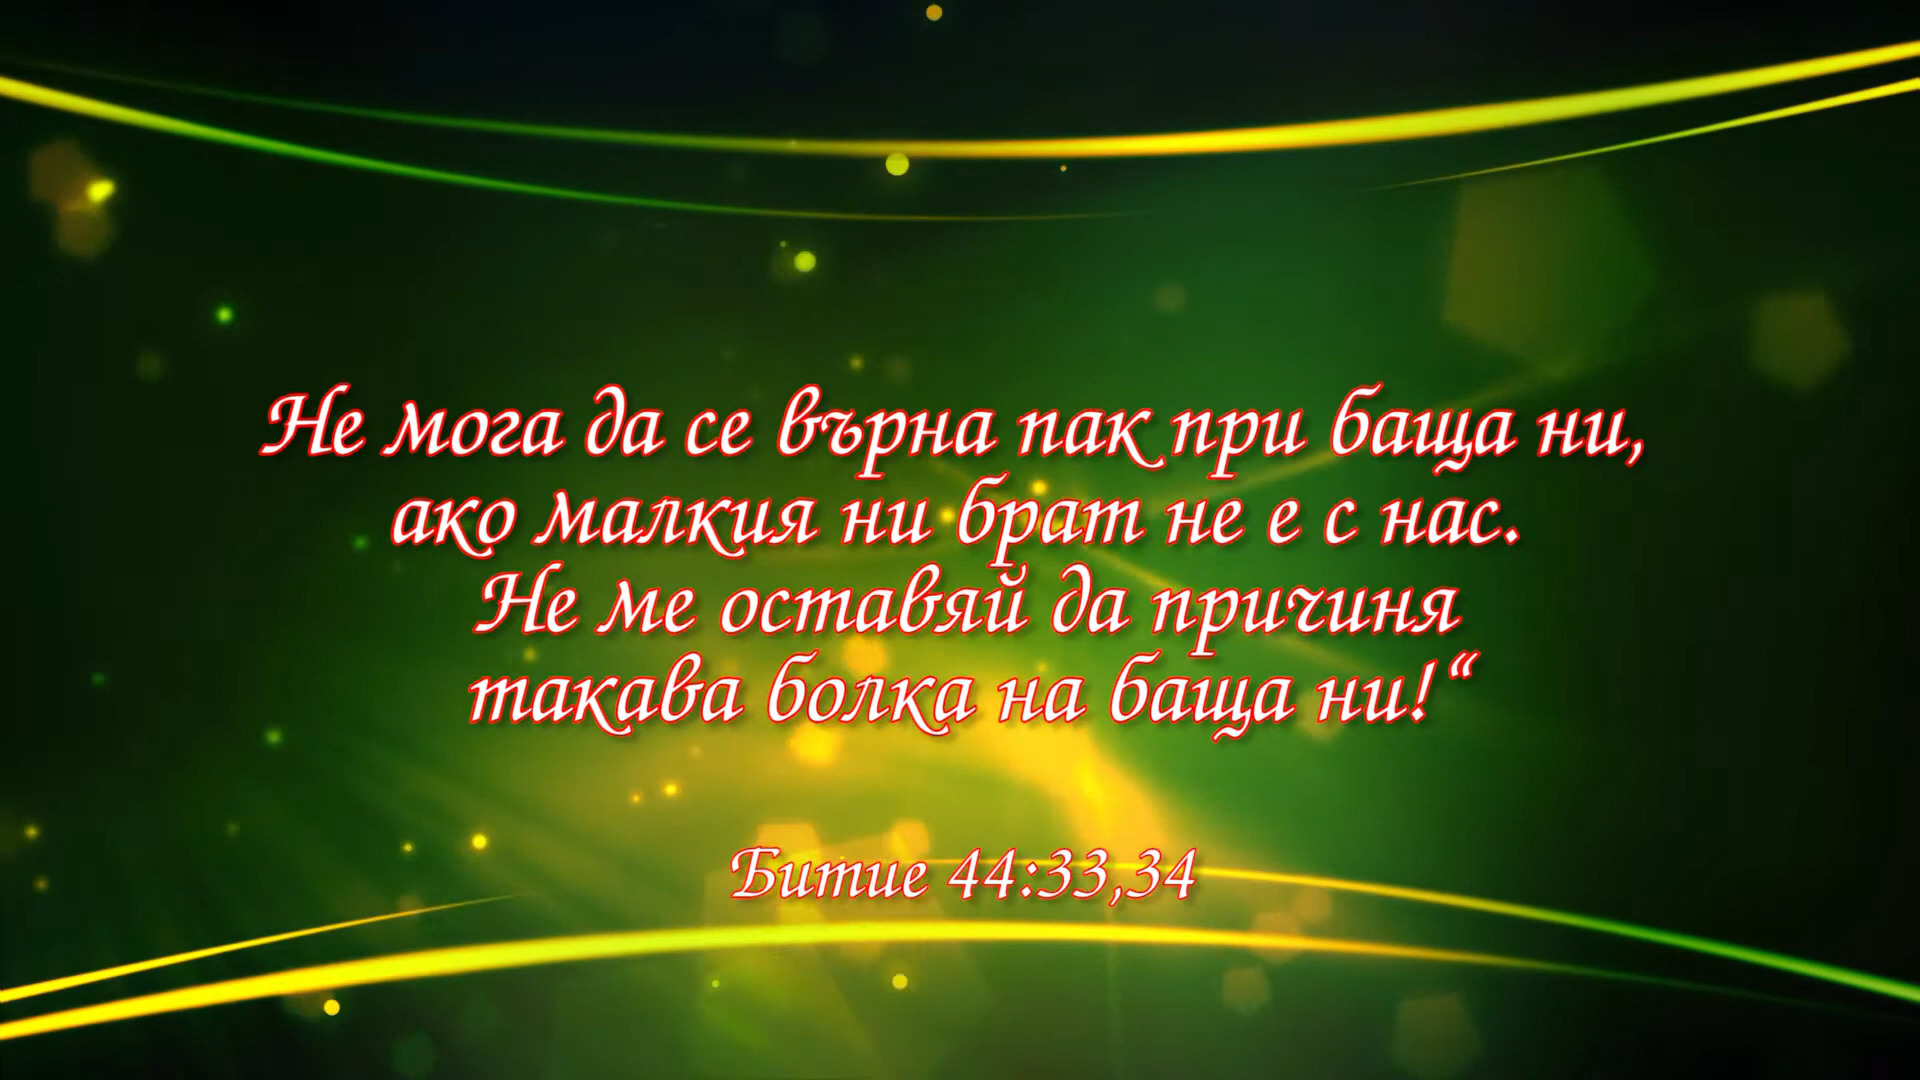 Не мога да се върна пак при баща ни,
ако малкия ни брат не е с нас.
Не ме оставяй да причиня
такава болка на баща ни!“
Битие 44:33,34